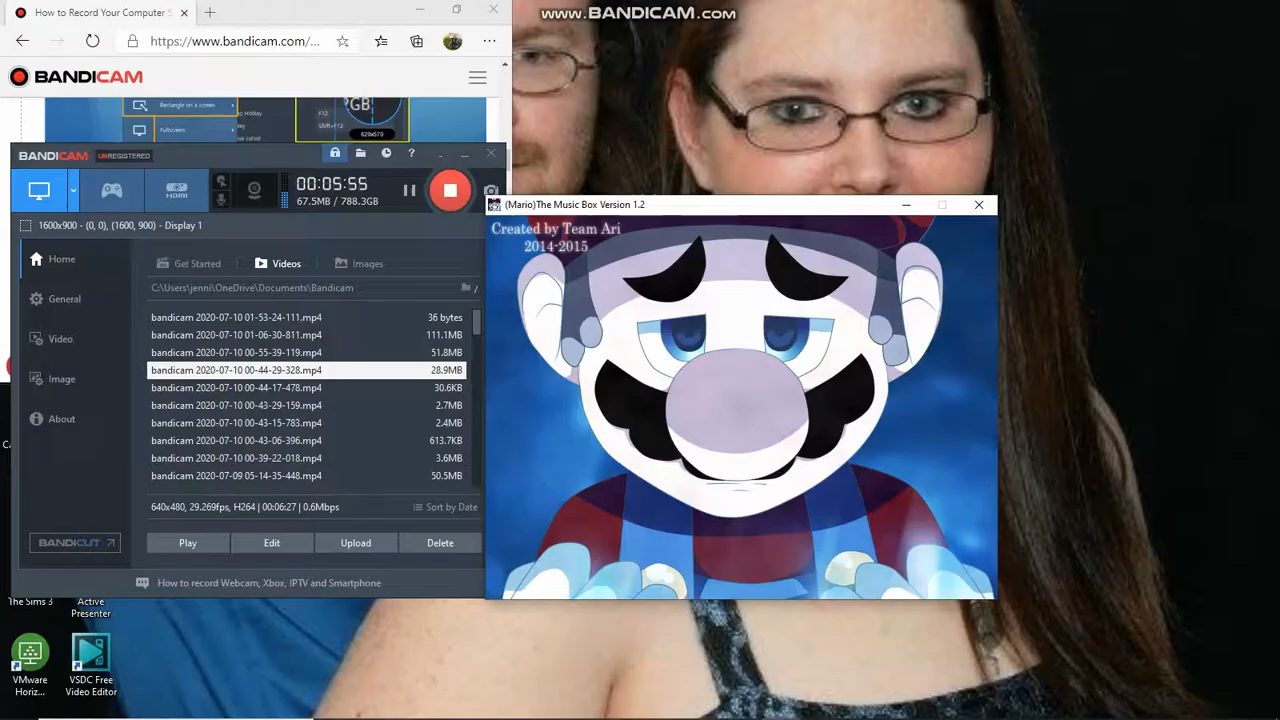 How to Record Your Computer S
www.BANDICAM.com
https://www.bandicam.com/...
BANDICAM
Rectangle on a screen
Fullscreen
F12
Shift+F12
GB
620x570
BANDICAM UNREGISTERED
?
00:05:55
67.5MB / 788.3GB
HDMI
1600x900 - (0, 0), (1600, 900) - Display 1
Home
General
Video
Image
About
BANDICUT
Get Started
Videos
Images
C:\Users\jenni\OneDrive\Documents\Bandicam
bandicam 2020-07-10 01-53-24-111.mp4 36 bytes
bandicam 2020-07-10 01-06-30-811.mp4 111.1MB
bandicam 2020-07-10 00-55-39-119.mp4 51.8MB
bandicam 2020-07-10 00-44-29-328.mp4 28.9MB
bandicam 2020-07-10 00-44-17-478.mp4 30.6KB
bandicam 2020-07-10 00-43-29-159.mp4 2.7MB
bandicam 2020-07-10 00-43-15-783.mp4 2.4MB
bandicam 2020-07-10 00-43-06-396.mp4 613.7KB
bandicam 2020-07-10 00-39-22-018.mp4 3.6MB
bandicam 2020-07-09 05-14-35-448.mp4 50.5MB
640x480, 29.269fps, H264 | 00:06:27 | 0.6Mbps
Sort by Date
Play
Edit
Upload
Delete
How to record Webcam, Xbox, IPTV and Smartphone
(Mario)The Music Box Version 1.2
Created by Team Ari
2014-2015
The Sims 3
Active
Presenter
VMware
Horiz...
VSDC Free
Video Editor